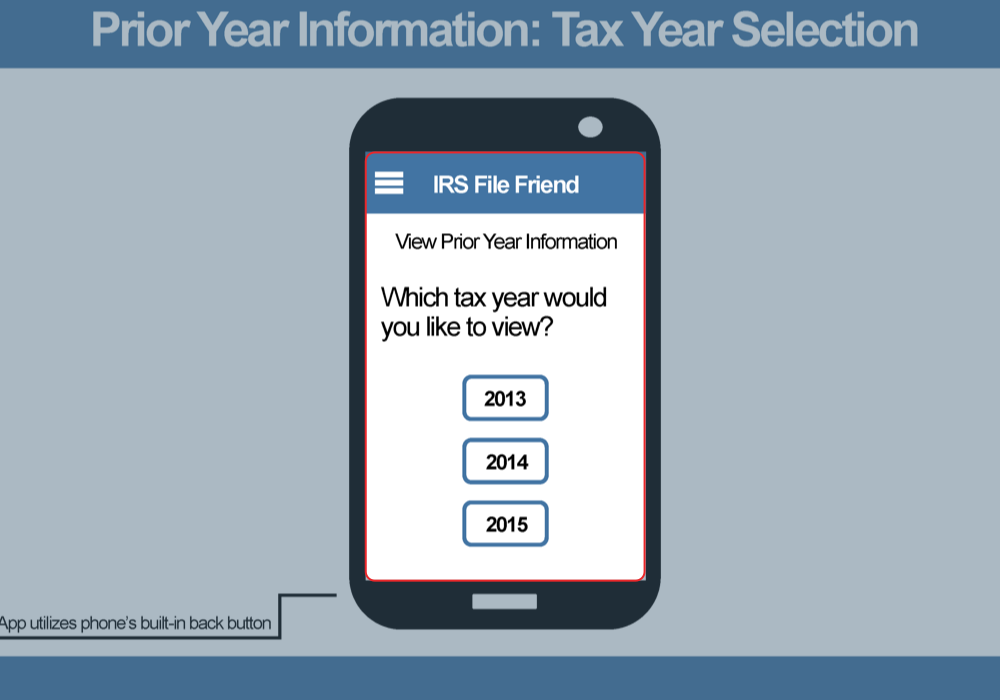 Prior Year Information: Tax Year Selection
IRS File Friend
View Prior Year Information
Which tax year would
you like to view?
2013
2014
2015
App utilizes phone's built-in back button